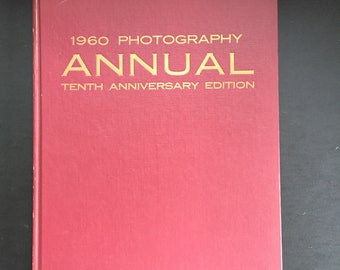 1960 PHOTOGRAPHY
ANNUAL
TENTH ANNIVERSARY EDITION